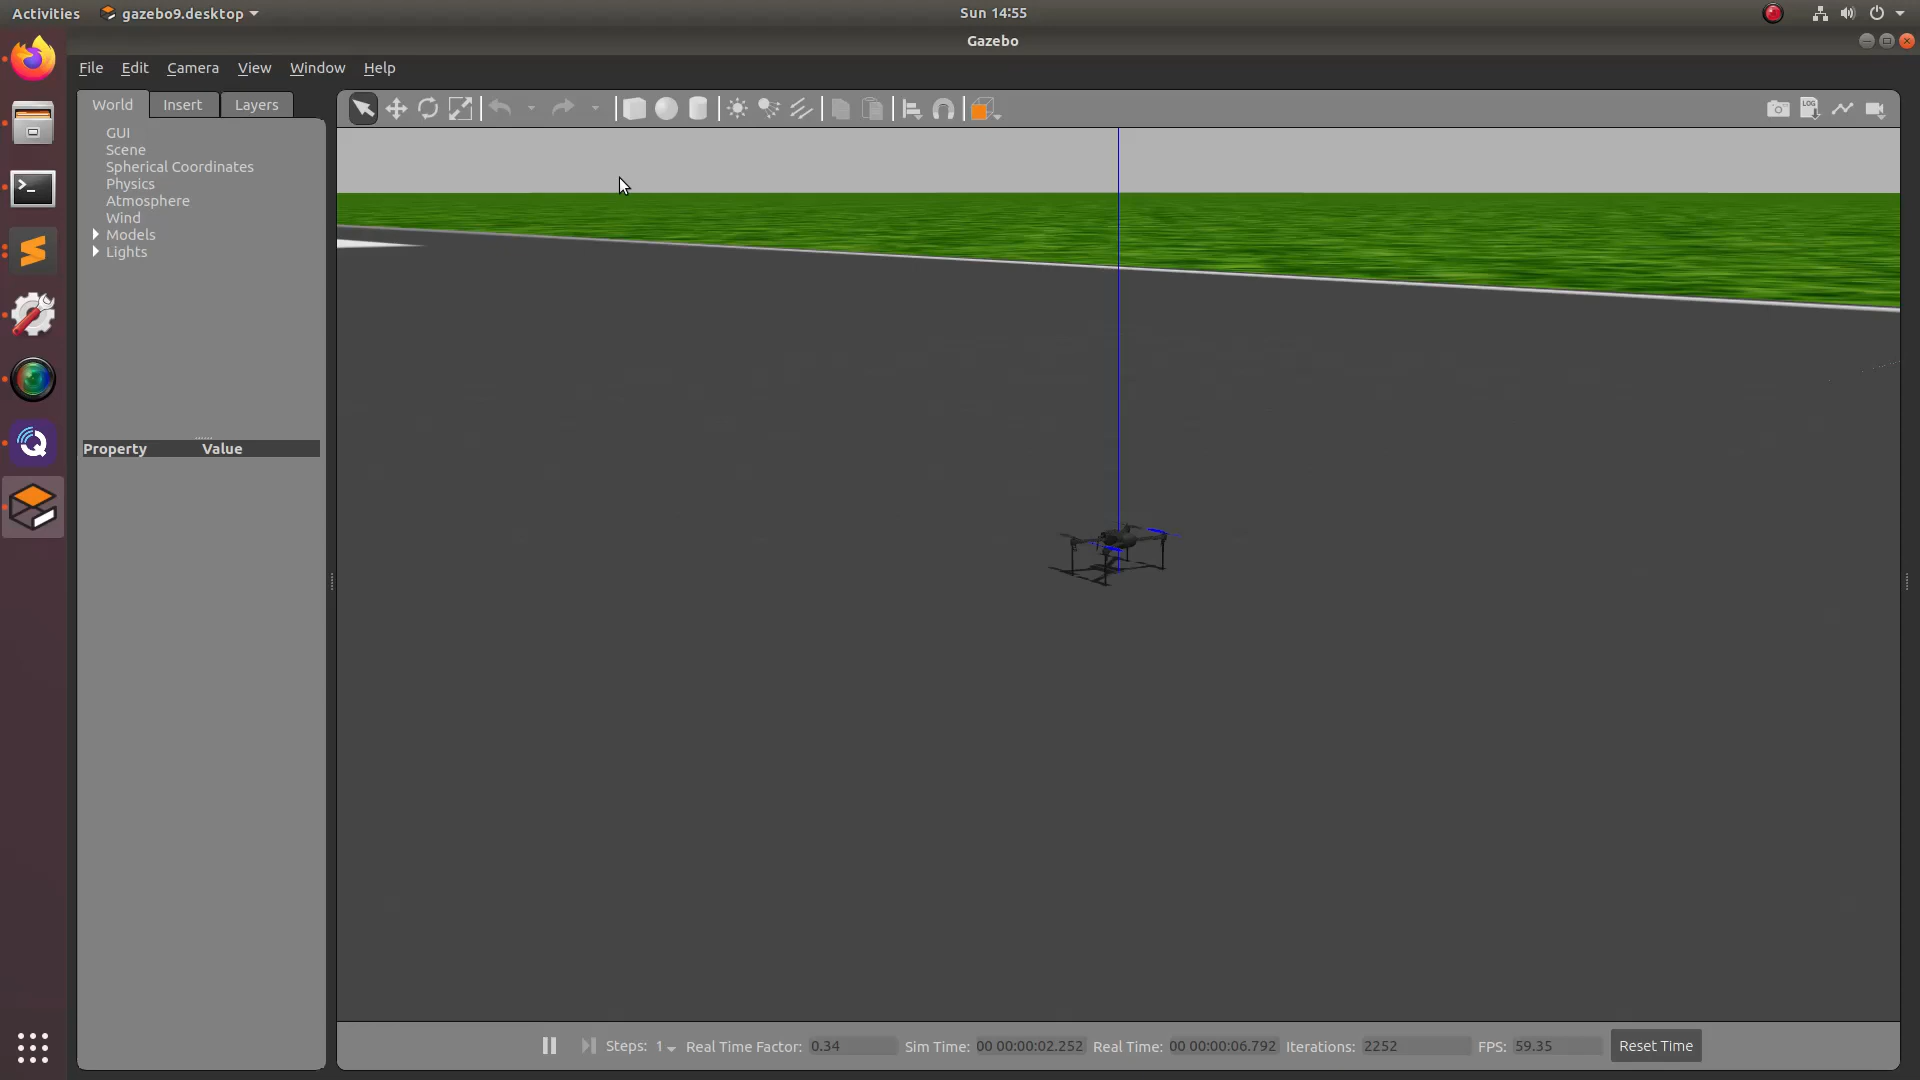 Activities gazebo9.desktop Sun 14:55
Gazebo
File Edit Camera View Window Help
World Insert Layers
LOG
GUI
Scene
Spherical Coordinates
Physics
Atmosphere
Wind
Models
Lights
Property Value
Steps: 1 Real Time Factor: 0.34 Sim Time: 00 00:00:02.252 Real Time: 00 00:00:06.792 Iterations: 2252 FPS: 59.35 Reset Time